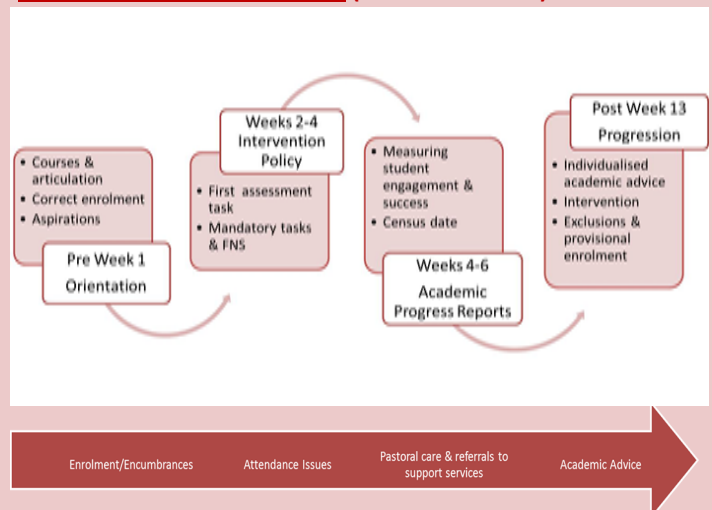 • Courses &
articulation
• Correct enrolment
• Aspirations
Pre Week 1
Orientation
Weeks 2-4
Intervention
Policy
• First assessment
task
• Mandatory tasks
& FNS
• Measuring
student
engagement &
success
• Census date
Weeks 4-6
Academic
Progress Reports
Post Week 13
Progression
• Individualised
academic advice
• Intervention
• Exclusions &
provisional
enrolment
Enrolment/Encumbrances
Attendance Issues
Pastoral care & referrals to
support services
Academic Advice